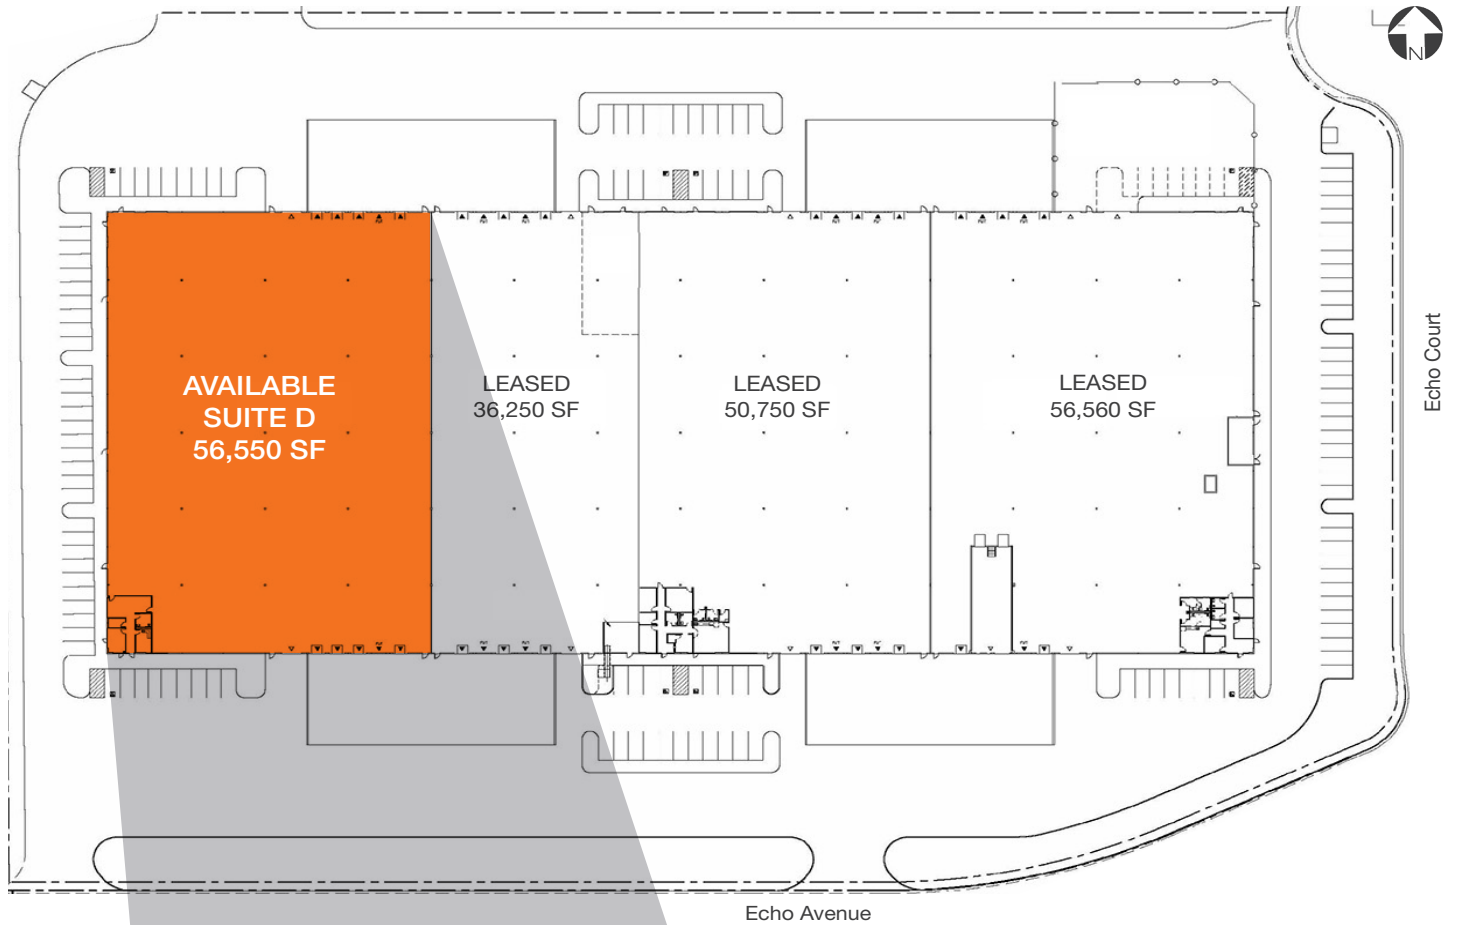 N
AVAILABLE
SUITE D
56,550 SF
LEASED
36,250 SF
LEASED
50,750 SF
LEASED
56,560 SF
Echo Court
Echo Avenue